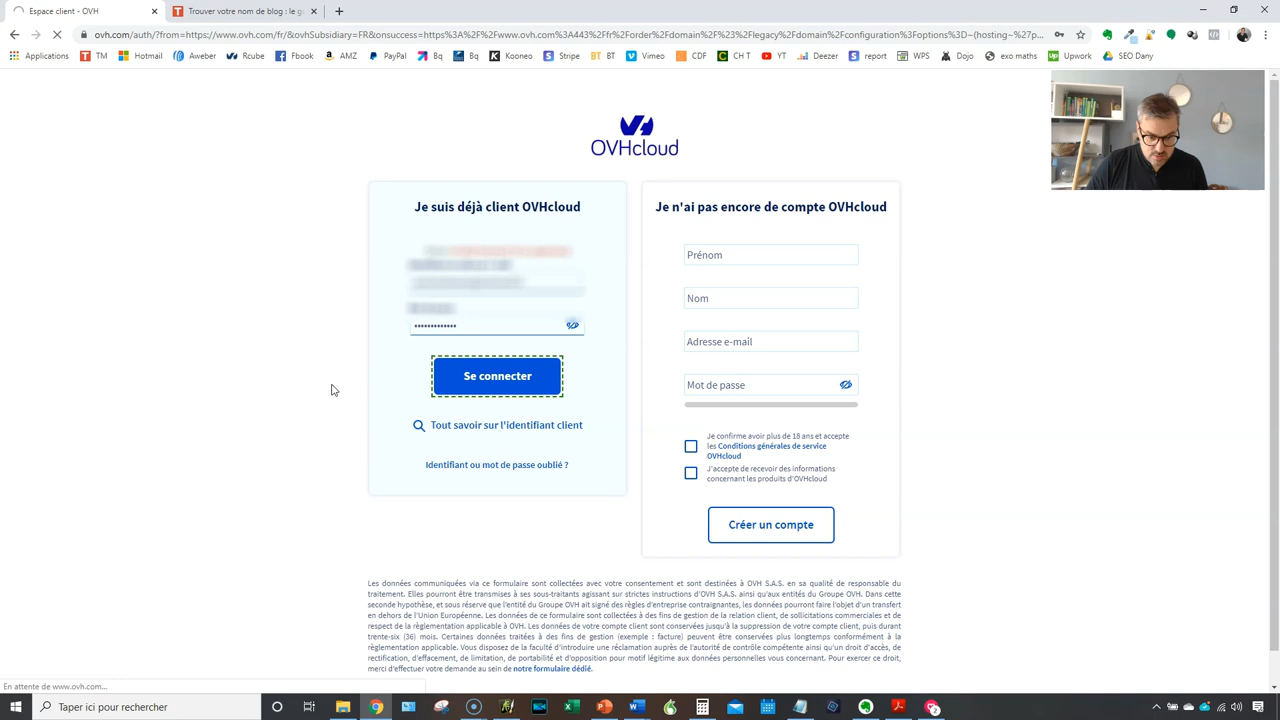 Espace client - OVH
Trouver votre nom de blog : le g
ovh.com/auth/?from=https://www.ovh.com/fr/&ovhSubsidiary=FR&onsuccess=https%3A%2F%2Fwww.ovh.com%3A443%2Ffr%2Forder%2Fdomain%2F%23%2Flegacy%2Fdomain%2Fconfiguration%3Foptions%3D~(hosting~%27p...
Applications TM Hotmail Aweber Rcube Fbook AMZ PayPal Bq Bq Kooneo Stripe BT Vimeo CDF CH T YT Deezer report WPS Dojo exo maths Upwork SEO Dany
OVHcloud
Je suis déjà client OVHcloud
Se connecter
Tout savoir sur l'identifiant client
Identifiant ou mot de passe oublié ?
Je n'ai pas encore de compte OVHcloud
Prénom
Nom
Adresse e-mail
Mot de passe
Je confirme avoir plus de 18 ans et accepte
les Conditions générales de service
OVHcloud
J'accepte de recevoir des informations
concernant les produits d'OVHcloud
Créer un compte
Les données communiquées via ce formulaire sont collectées avec votre consentement et sont destinées à OVH S.A.S. en sa qualité de responsable du
traitement. Elles pourront être transmises à ses sous-traitants agissant sur strictes instructions d'OVH S.A.S. ainsi qu'aux entités du Groupe OVH. Dans cette
seconde hypothèse, et sous réserve que l'entité du Groupe OVH ait signé des règles d'entreprise contraignantes, les données pourront faire l'objet d'un transfert
en dehors de l'Union Européenne. Les données de ce formulaire sont collectées à des fins de gestion de la relation client, de sollicitations commerciales et de
respect de la règlementation applicable à OVH. Les données de votre compte client sont conservées jusqu'à la suppression de votre compte client, puis durant
trente-six (36) mois. Certaines données traitées à des fins de gestion (exemple : facture) peuvent être conservées plus longtemps conformément à la
règlementation applicable. Vous disposez de la faculté d'introduire une réclamation auprès de l'autorité de contrôle compétente ainsi qu'un droit d'accès, de
rectification, d'effacement, de limitation, de portabilité et d'opposition pour motif légitime aux données personnelles vous concernant. Pour exercer ce droit,
merci d'effectuer votre demande au sein de notre formulaire dédié.
En attente de www.ovh.com...
Taper ici pour rechercher